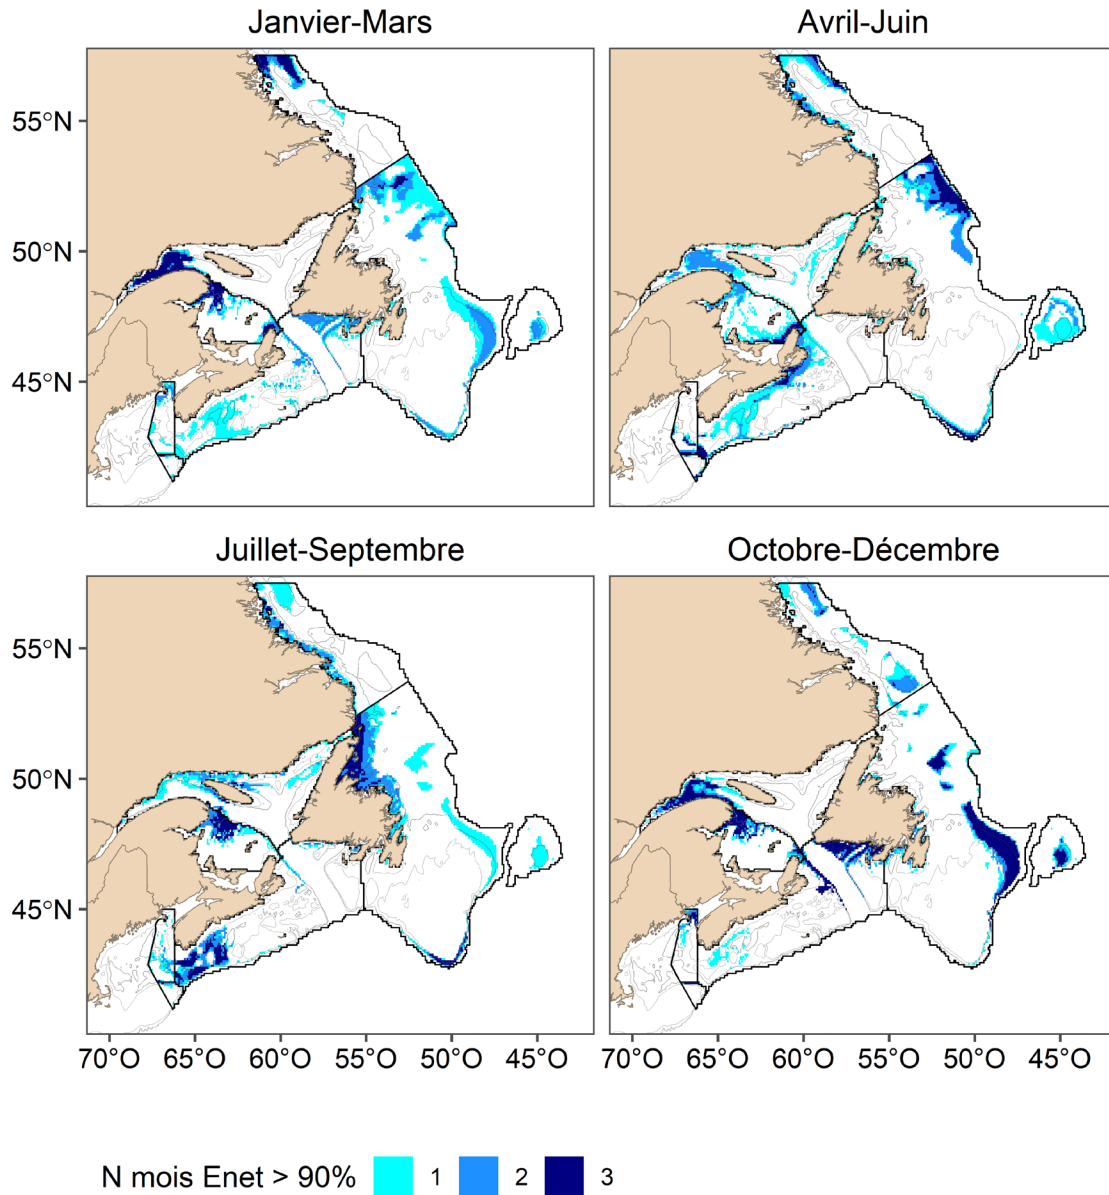 Janvier-Mars
Avril-Juin
55°N
50°N
45°N
Juillet-Septembre
Octobre-Décembre
55°N
50°N
45°N
70°O 65°O 60°O 55°O 50°O 45°O 70°O 65°O 60°O 55°O 50°O 45°O
N mois Enet > 90% 1 2 3